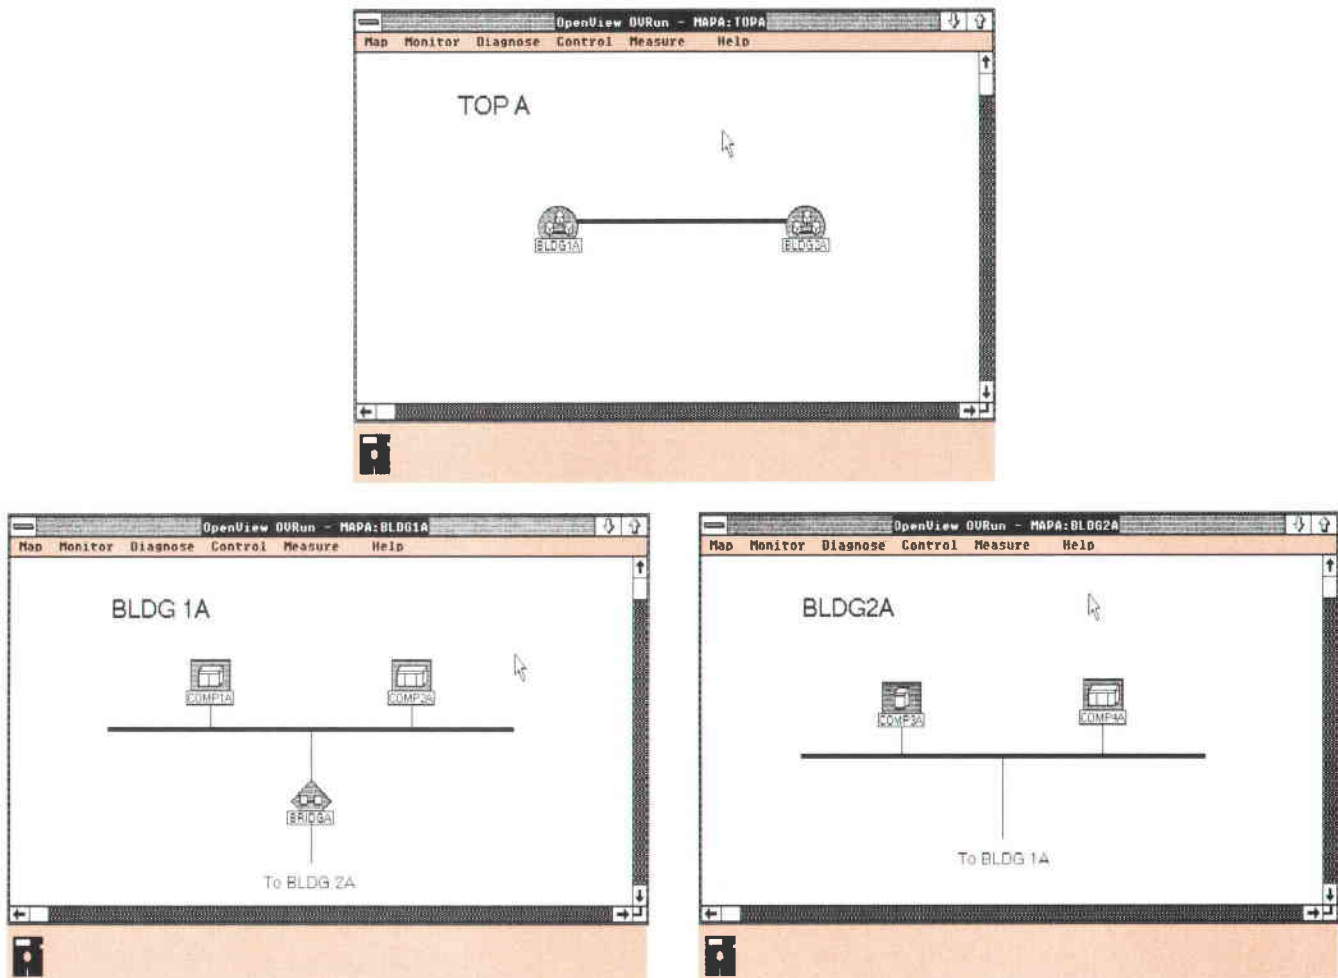 OpenView OVRun - MAPA:TOPA
Map Monitor Diagnose Control Measure Help
TOP A
BLDG1A
BLDG2A
OpenView OVRun - MAPA:BLDG1A
Map Monitor Diagnose Control Measure Help
BLDG 1A
COMP1A
COMP2A
BRIDGA
To BLDG 2A
OpenView OVRun - MAPA:BLDG2A
Map Monitor Diagnose Control Measure Help
BLDG2A
COMP3A
COMP4A
To BLDG 1A